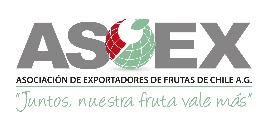 ASOEX
ASOCIACIÓN DE EXPORTADORES DE FRUTAS DE CHILE A.G.
"Juntos, nuestra fruta vale más"